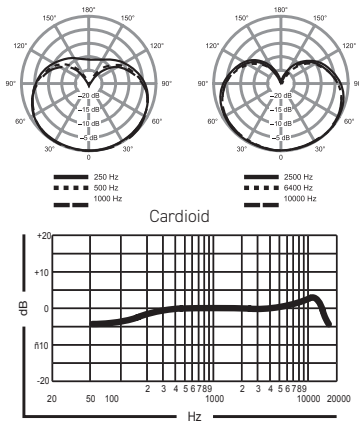 180° 180°
150° 150° 150° 150°
120° 120° 120° 120°
90° 90° 90° 90°
–20 dB –20 dB
–15 dB –15 dB
–10 dB –10 dB
–5 dB –5 dB
60° 60° 60° 60°
30° 30° 30° 30°
0 0
250 Hz 2500 Hz
500 Hz 6400 Hz
1000 Hz 10000 Hz
Cardioid
+20
+10
dB
0
ñ10
-20
2 3 4 5 6 7 8 9 2 3 4 5 6 7 8 9
20 50 100 1000 10000 20000
Hz